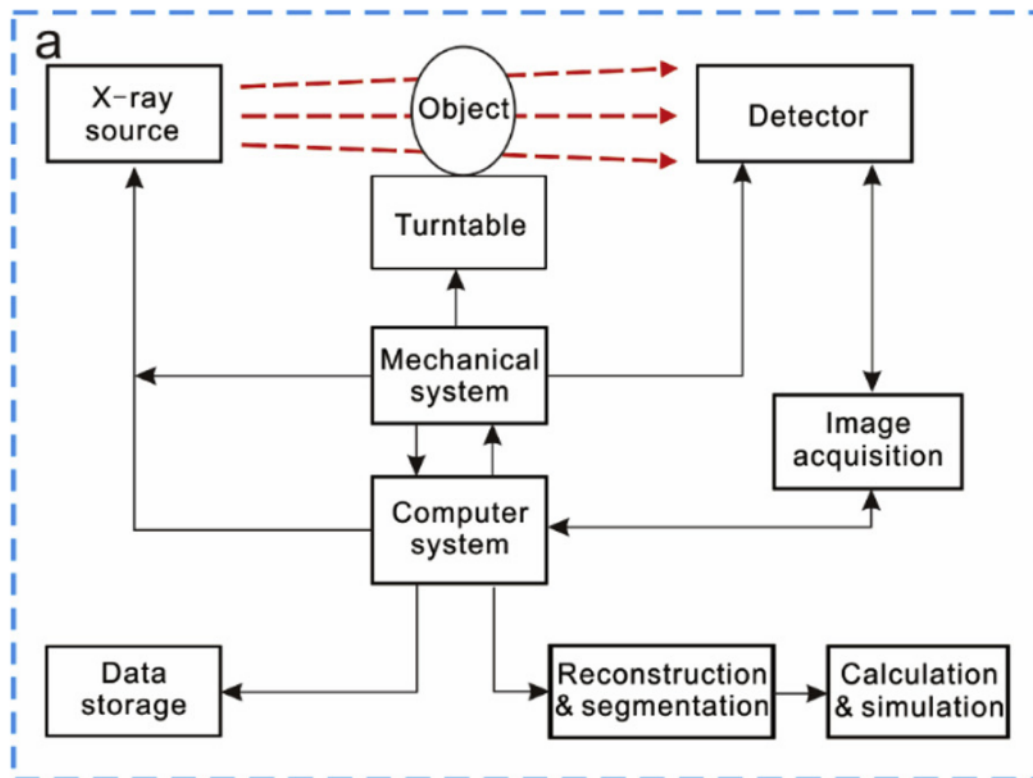 a
X-ray
source
Object
Detector
Turntable
Mechanical
system
Image
acquisition
Computer
system
Data
storage
Reconstruction
& segmentation
Calculation
& simulation